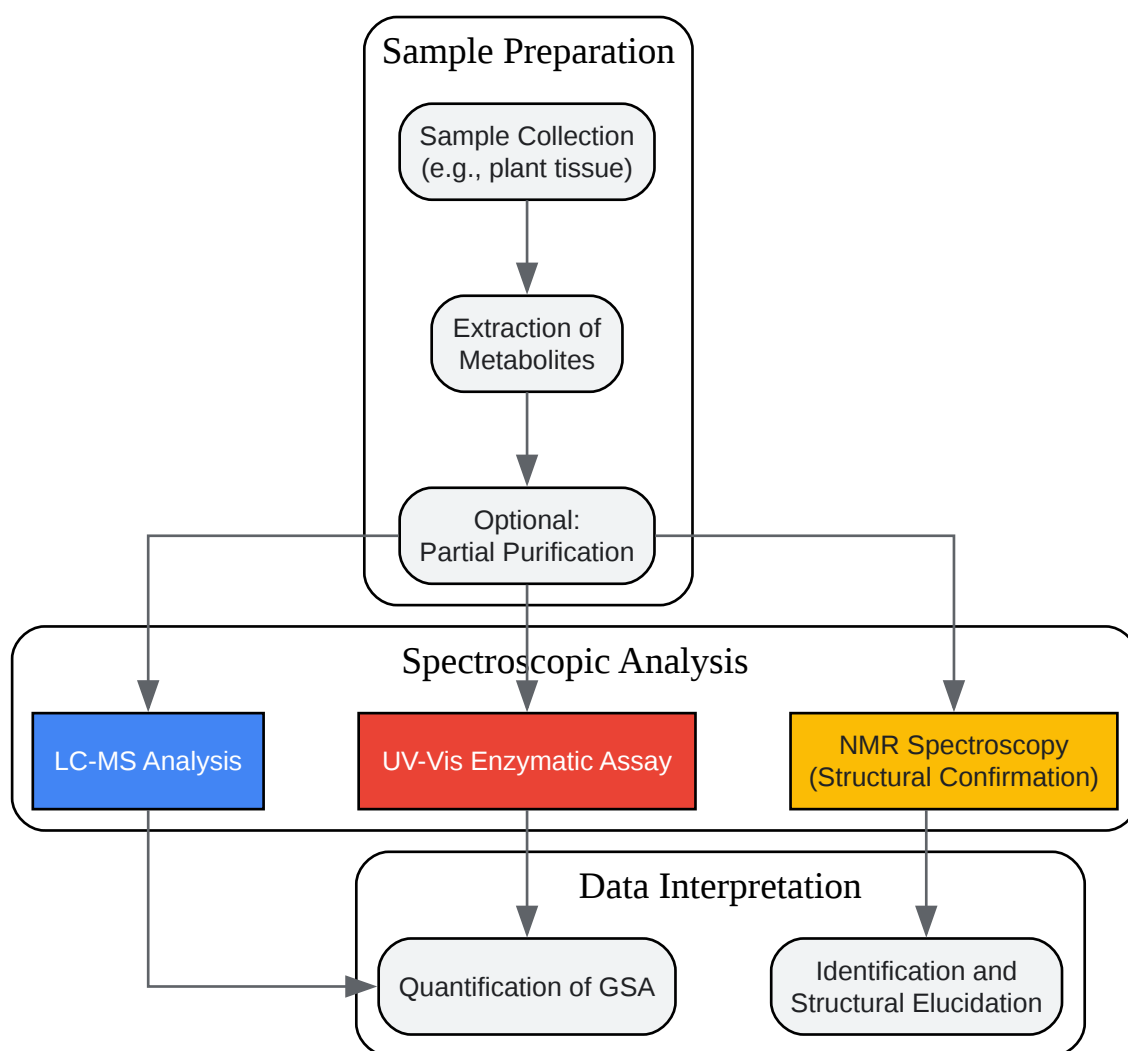 Sample Preparation
Sample Collection
(e.g., plant tissue)
Extraction of
Metabolites
Optional:
Partial Purification
Spectroscopic Analysis
LC-MS Analysis
UV-Vis Enzymatic Assay
NMR Spectroscopy
(Structural Confirmation)
Data Interpretation
Quantification of GSA
Identification and
Structural Elucidation